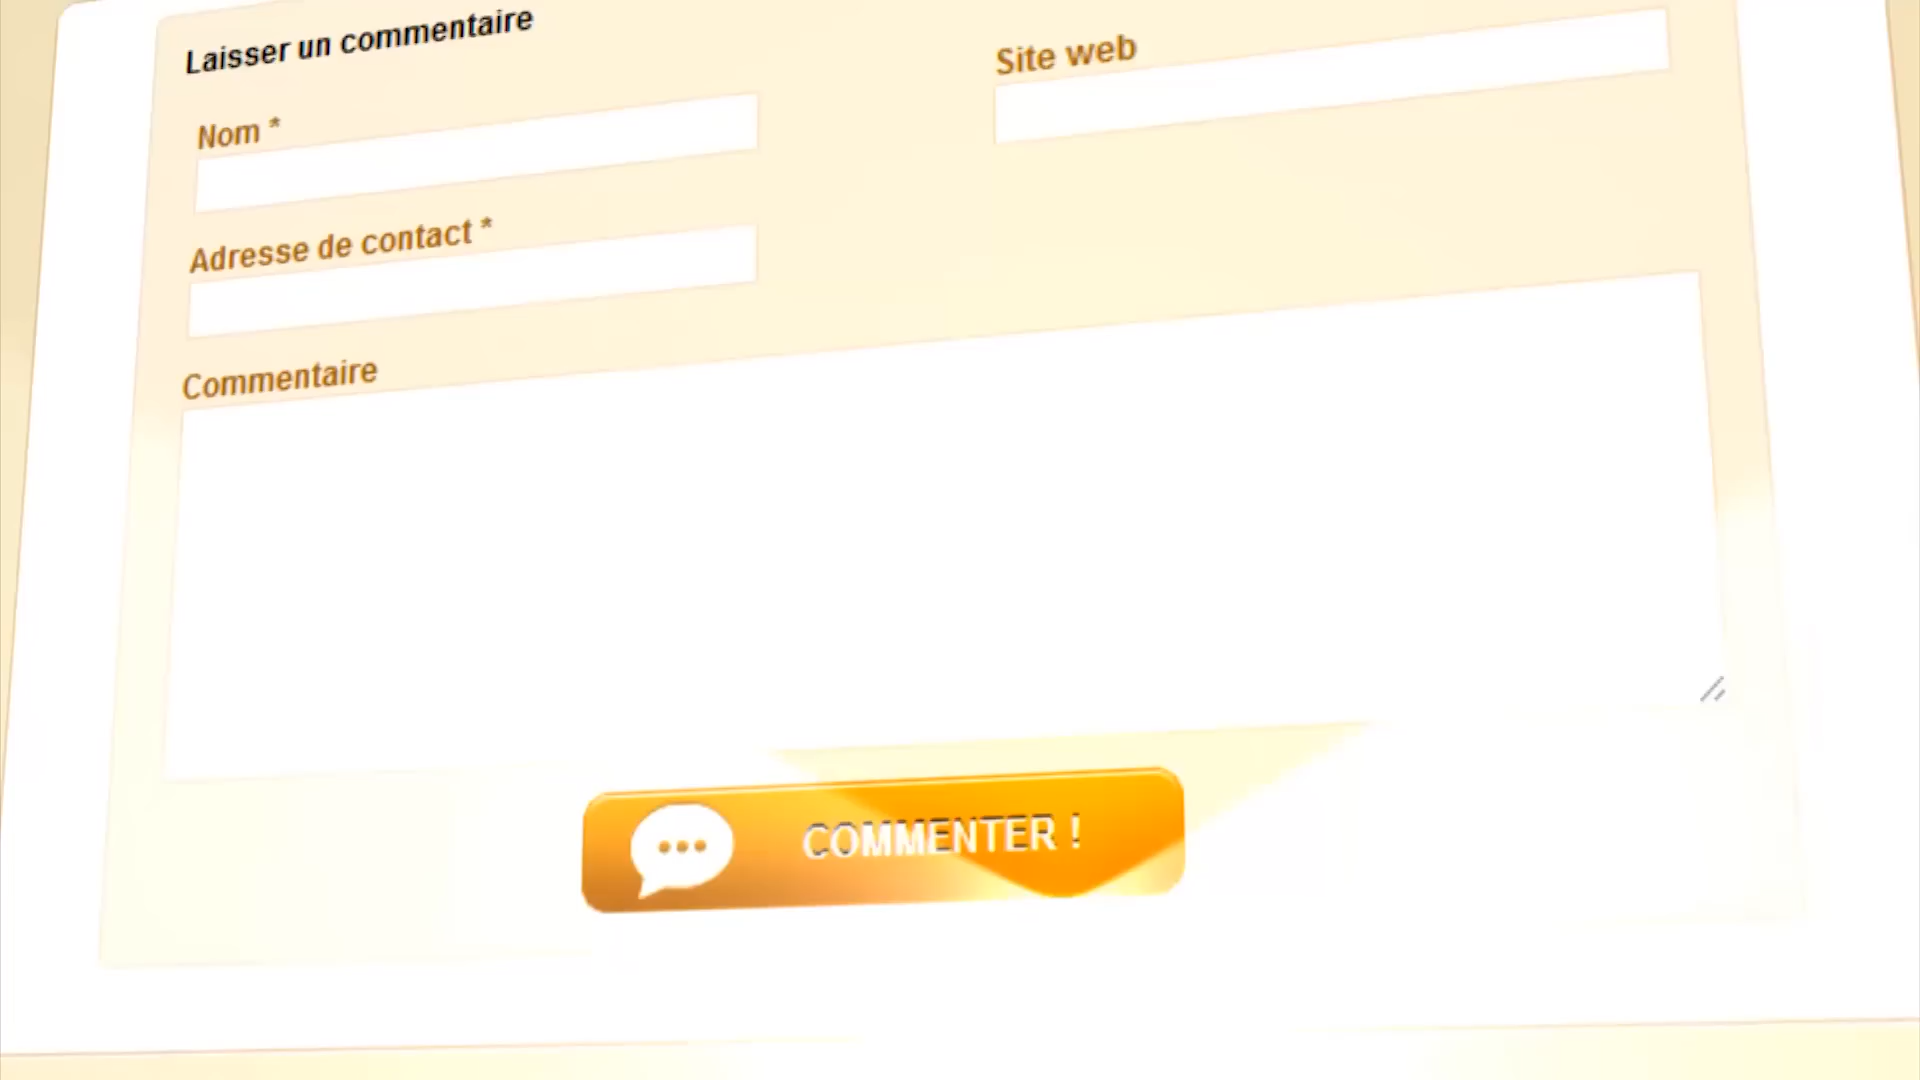 Laisser un commentaire
Nom *
Site web
Adresse de contact *
Commentaire
COMMENTER !